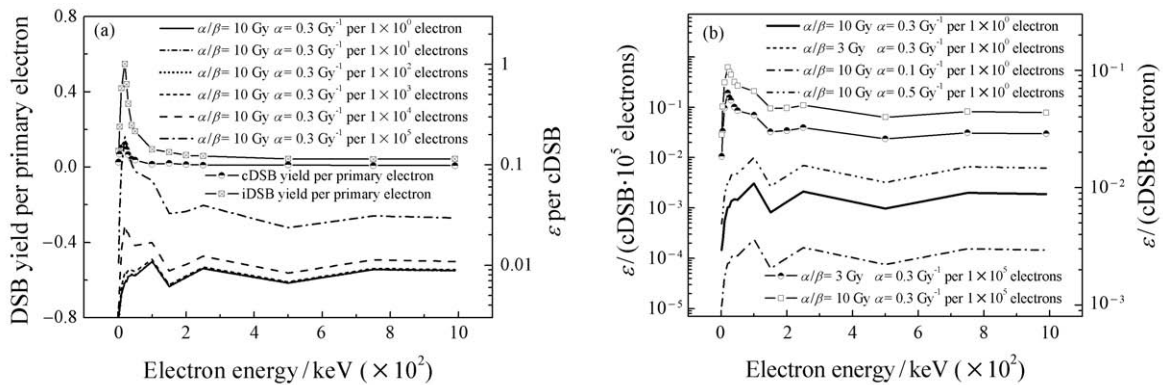 (a)
α/β= 10 Gy α= 0.3 Gy⁻¹ per 1×10⁰ electron
α/β= 10 Gy α= 0.3 Gy⁻¹ per 1×10¹ electrons
α/β= 10 Gy α= 0.3 Gy⁻¹ per 1×10² electrons
α/β= 10 Gy α= 0.3 Gy⁻¹ per 1×10³ electrons
α/β= 10 Gy α= 0.3 Gy⁻¹ per 1×10⁴ electrons
α/β= 10 Gy α= 0.3 Gy⁻¹ per 1×10⁵ electrons
cDSB yield per primary electron
iDSB yield per primary electron
DSB yield per primary electron
0.8
0.4
0.0
−0.4
−0.8
ε per cDSB
1
0.1
0.01
0 2 4 6 8 10
Electron energy/keV (×10²)
(b)
α/β= 10 Gy α= 0.3 Gy⁻¹ per 1×10⁰ electron
α/β= 3 Gy α= 0.3 Gy⁻¹ per 1×10⁰ electrons
α/β= 10 Gy α= 0.1 Gy⁻¹ per 1×10⁰ electrons
α/β= 10 Gy α= 0.5 Gy⁻¹ per 1×10⁰ electrons
α/β= 3 Gy α= 0.3 Gy⁻¹ per 1×10⁵ electrons
α/β= 10 Gy α= 0.3 Gy⁻¹ per 1×10⁵ electrons
ε/(cDSB·10⁵ electrons)
10⁻¹
10⁻²
10⁻³
10⁻⁴
10⁻⁵
ε/(cDSB·electron)
10⁻¹
10⁻²
10⁻³
0 2 4 6 8 10
Electron energy/keV (×10²)